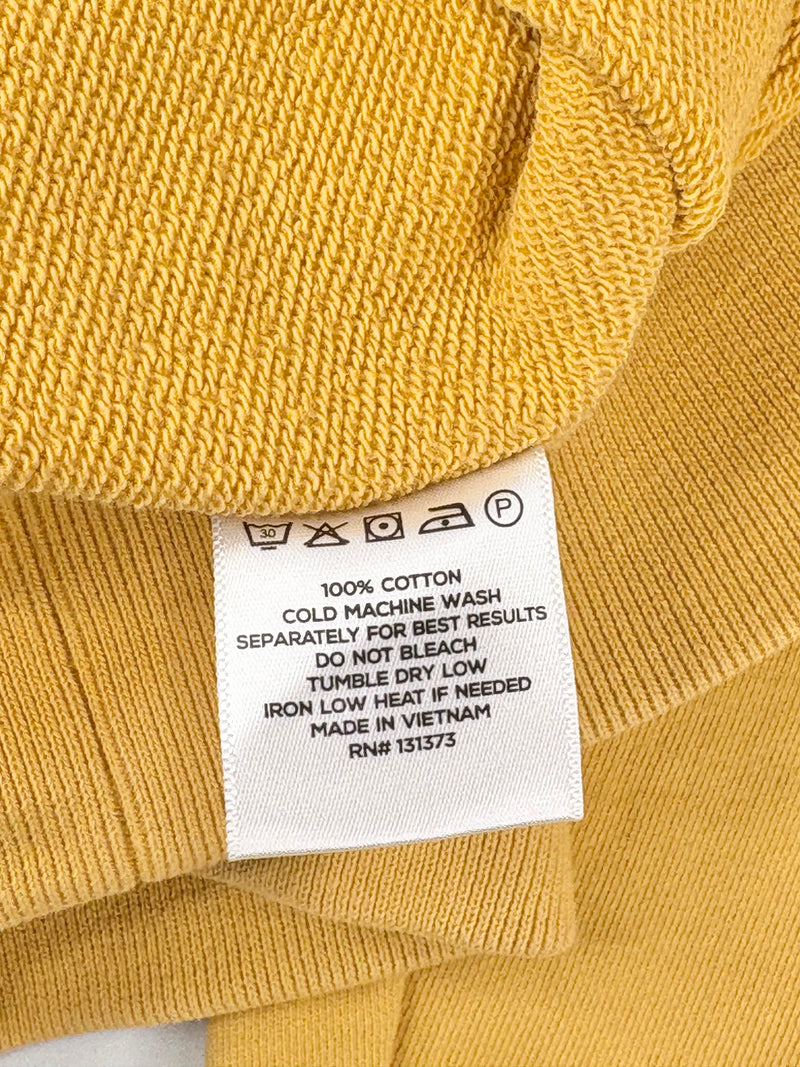 30 P
100% COTTON
COLD MACHINE WASH
SEPARATELY FOR BEST RESULTS
DO NOT BLEACH
TUMBLE DRY LOW
IRON LOW HEAT IF NEEDED
MADE IN VIETNAM
RN# 131373